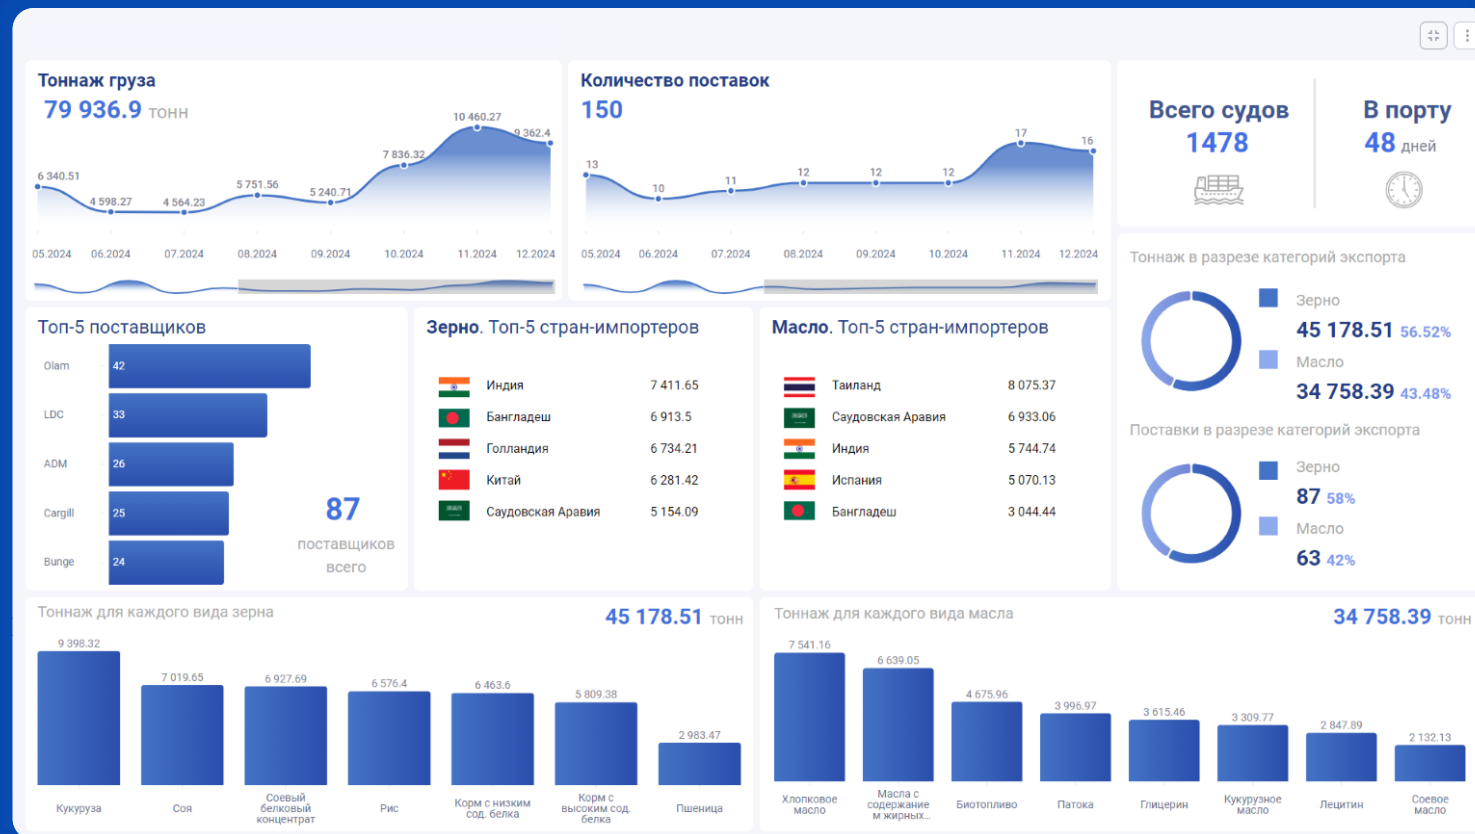 Тоннаж груза
79 936.9 тонн
6 340.51
4 598.27
4 564.23
5 751.56
5 240.71
7 836.32
10 460.27
9 362.4
05.2024 06.2024 07.2024 08.2024 09.2024 10.2024 11.2024 12.2024
Количество поставок
150
13
10
11
12
12
12
17
16
05.2024 06.2024 07.2024 08.2024 09.2024 10.2024 11.2024 12.2024
Всего судов
1478
В порту
48 дней
Тоннаж в разрезе категорий экспорта
Зерно
45 178.51 56.52%
Масло
34 758.39 43.48%
Поставки в разрезе категорий экспорта
Зерно
87 58%
Масло
63 42%
Топ-5 поставщиков
Olam 42
LDC 33
ADM 26
Cargill 25
Bunge 24
87
поставщиков
всего
Зерно. Топ-5 стран-импортеров
Индия 7 411.65
Бангладеш 6 913.5
Голландия 6 734.21
Китай 6 281.42
Саудовская Аравия 5 154.09
Масло. Топ-5 стран-импортеров
Таиланд 8 075.37
Саудовская Аравия 6 933.06
Индия 5 744.74
Испания 5 070.13
Бангладеш 3 044.44
Тоннаж для каждого вида зерна
45 178.51 тонн
9 398.32
7 019.65
6 927.69
6 576.4
6 463.6
5 809.38
2 983.47
Кукуруза
Соя
Соевый
белковый
концентрат
Рис
Корм с низким
сод. белка
Корм с
высоким сод.
белка
Пшеница
Тоннаж для каждого вида масла
34 758.39 тонн
7 541.16
6 639.05
4 675.96
3 996.97
3 615.46
3 309.77
2 847.89
2 132.13
Хлопковое
масло
Масла с
содержание
м жирных...
Биотопливо
Патока
Глицерин
Кукурузное
масло
Лецитин
Соевое
масло